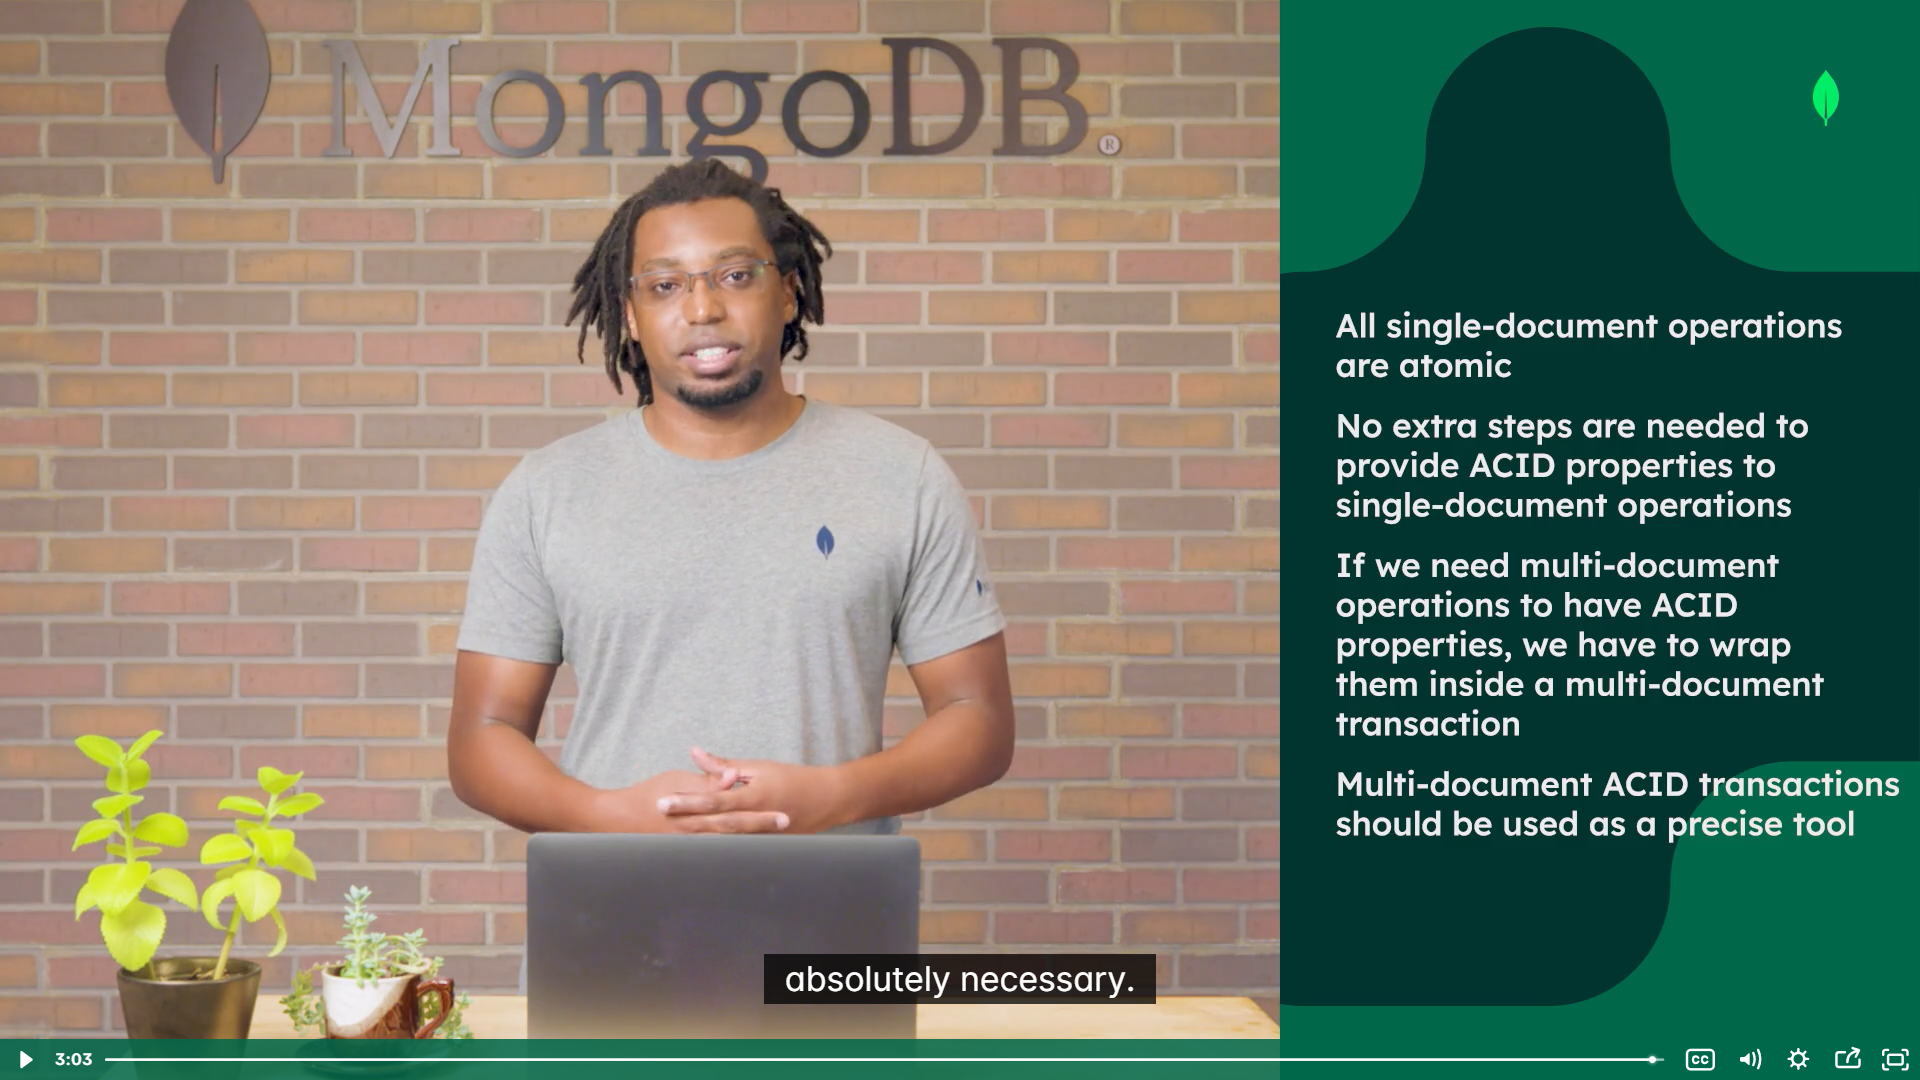 MongoDB®
All single-document operations
are atomic
No extra steps are needed to
provide ACID properties to
single-document operations
If we need multi-document
operations to have ACID
properties, we have to wrap
them inside a multi-document
transaction
Multi-document ACID transactions
should be used as a precise tool
absolutely necessary.
3:03
CC